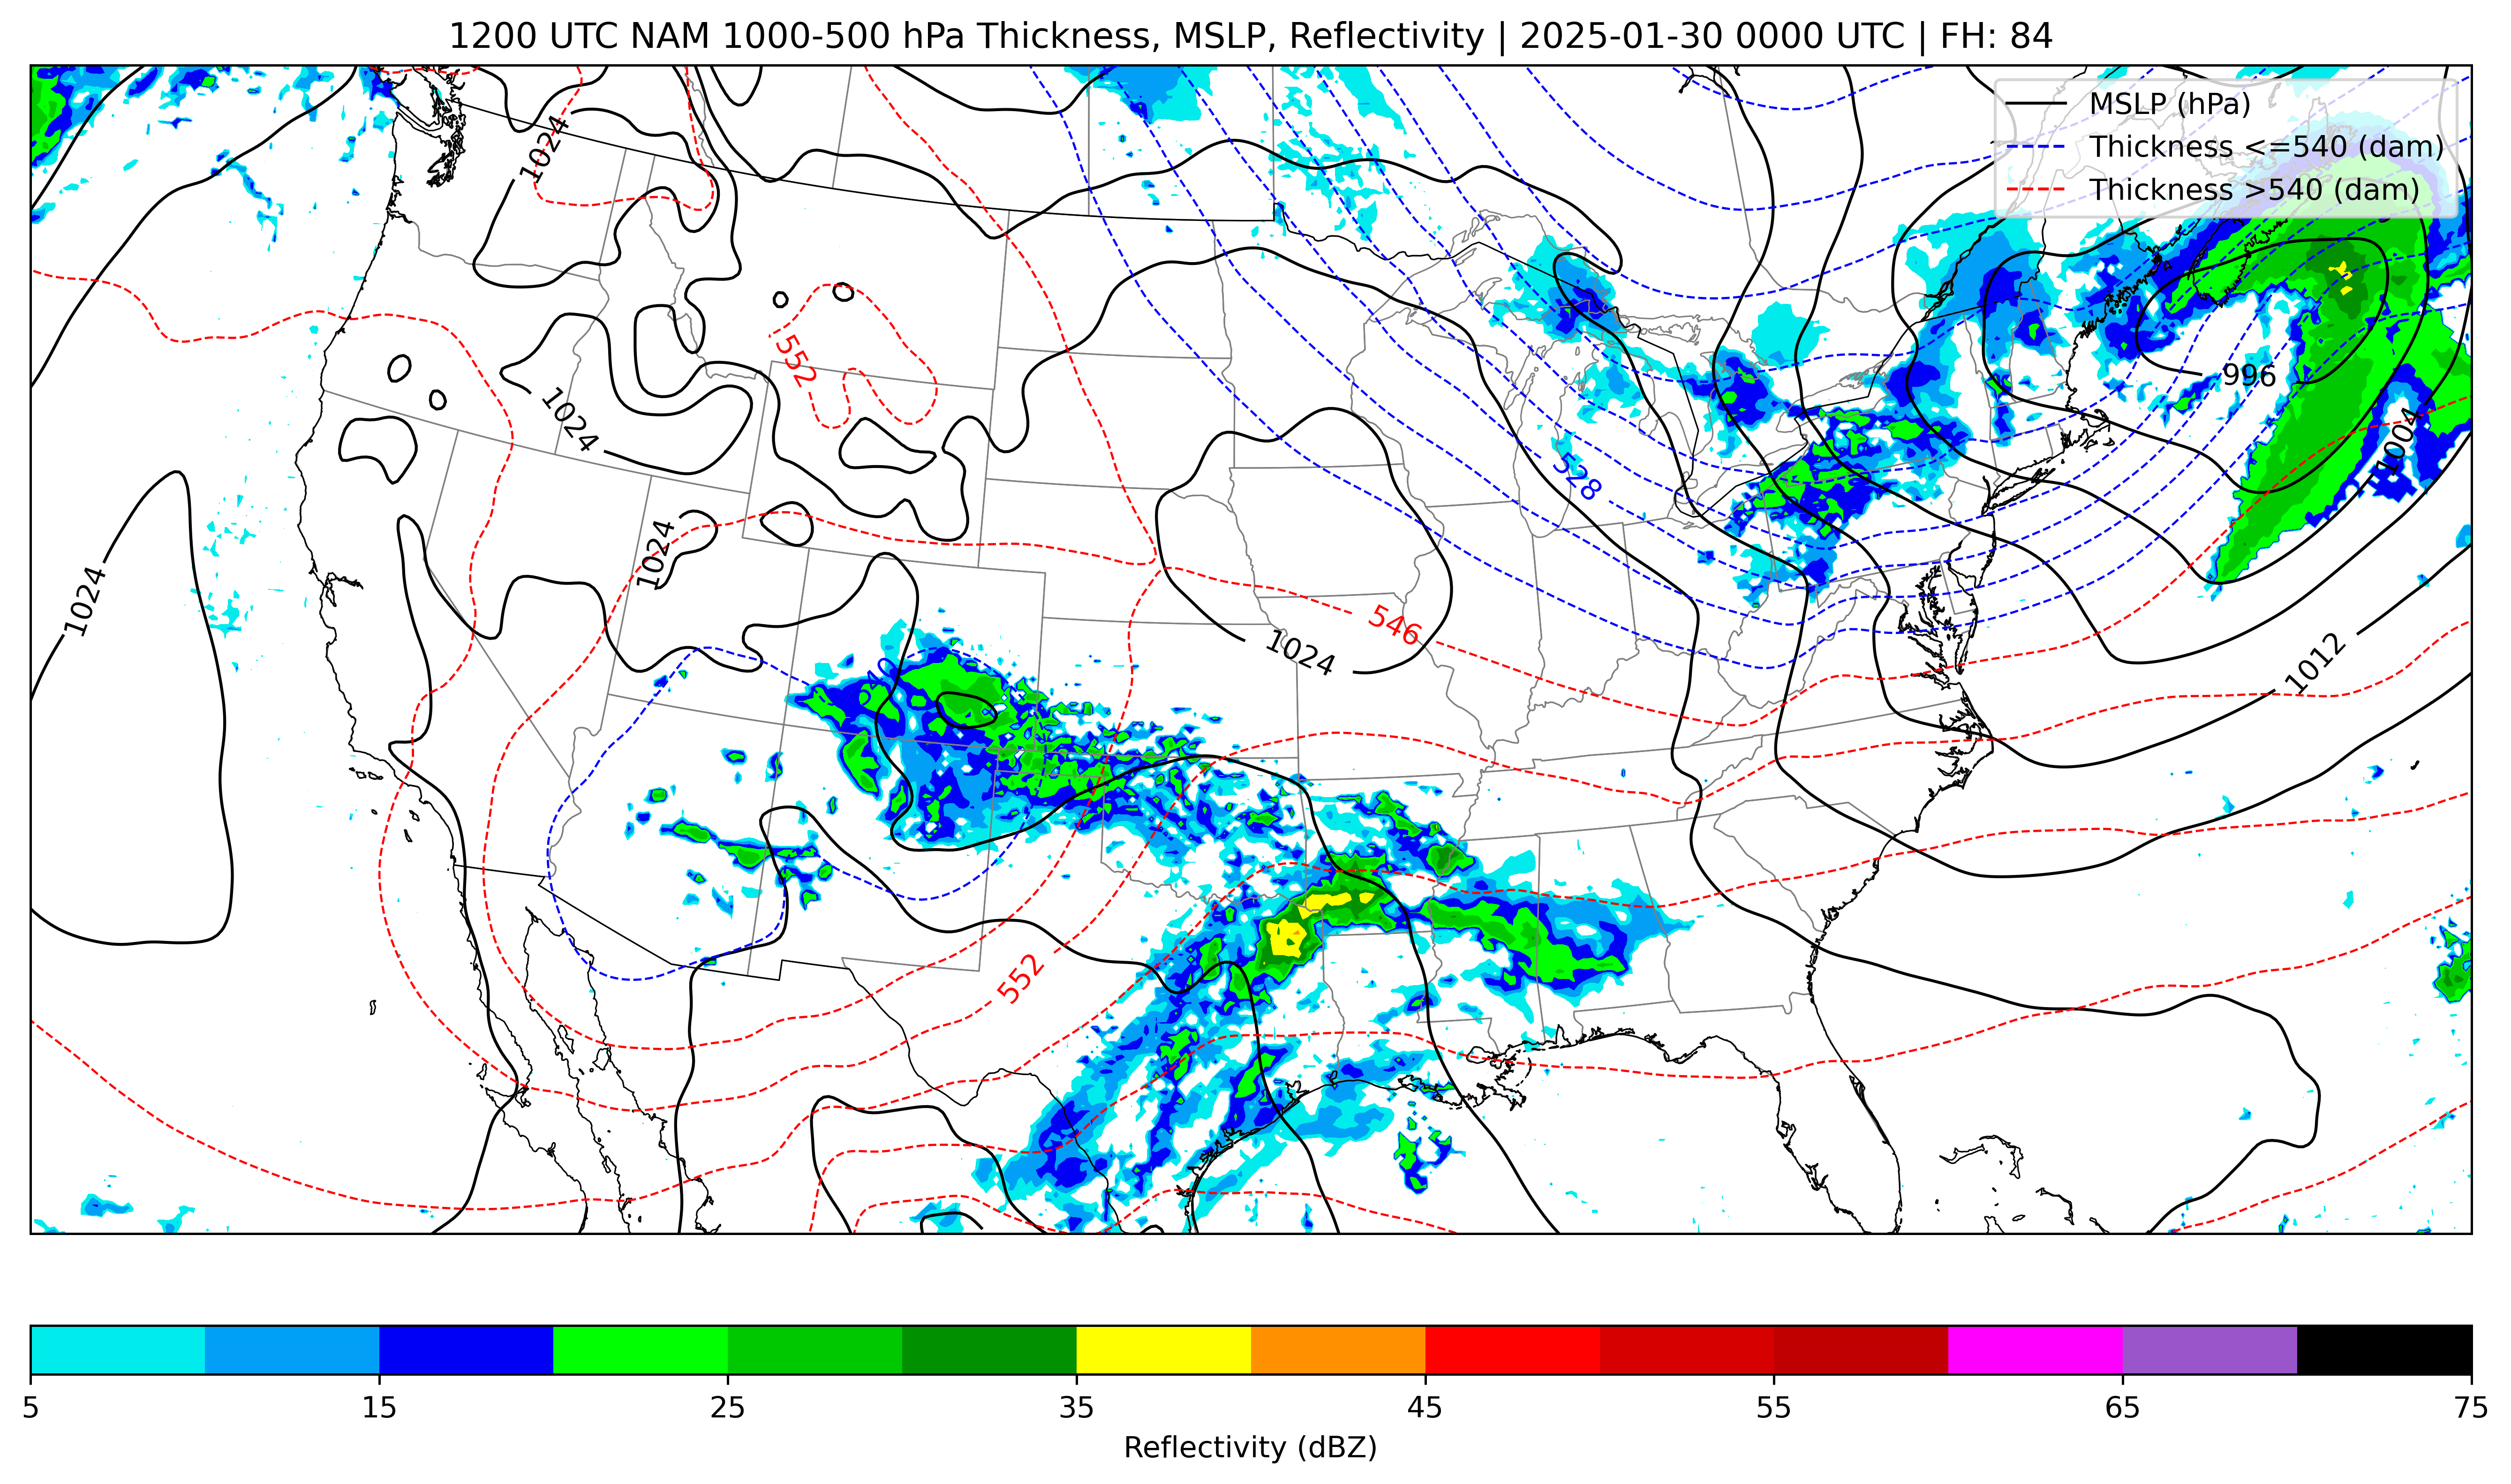 1200 UTC NAM 1000-500 hPa Thickness, MSLP, Reflectivity | 2025-01-30 0000 UTC | FH: 84
MSLP (hPa)
Thickness <=540 (dam)
Thickness >540 (dam)
1024
552
1024
996
1004
528
1024
1024
546
1024
1012
540
552
5 15 25 35 45 55 65 75
Reflectivity (dBZ)